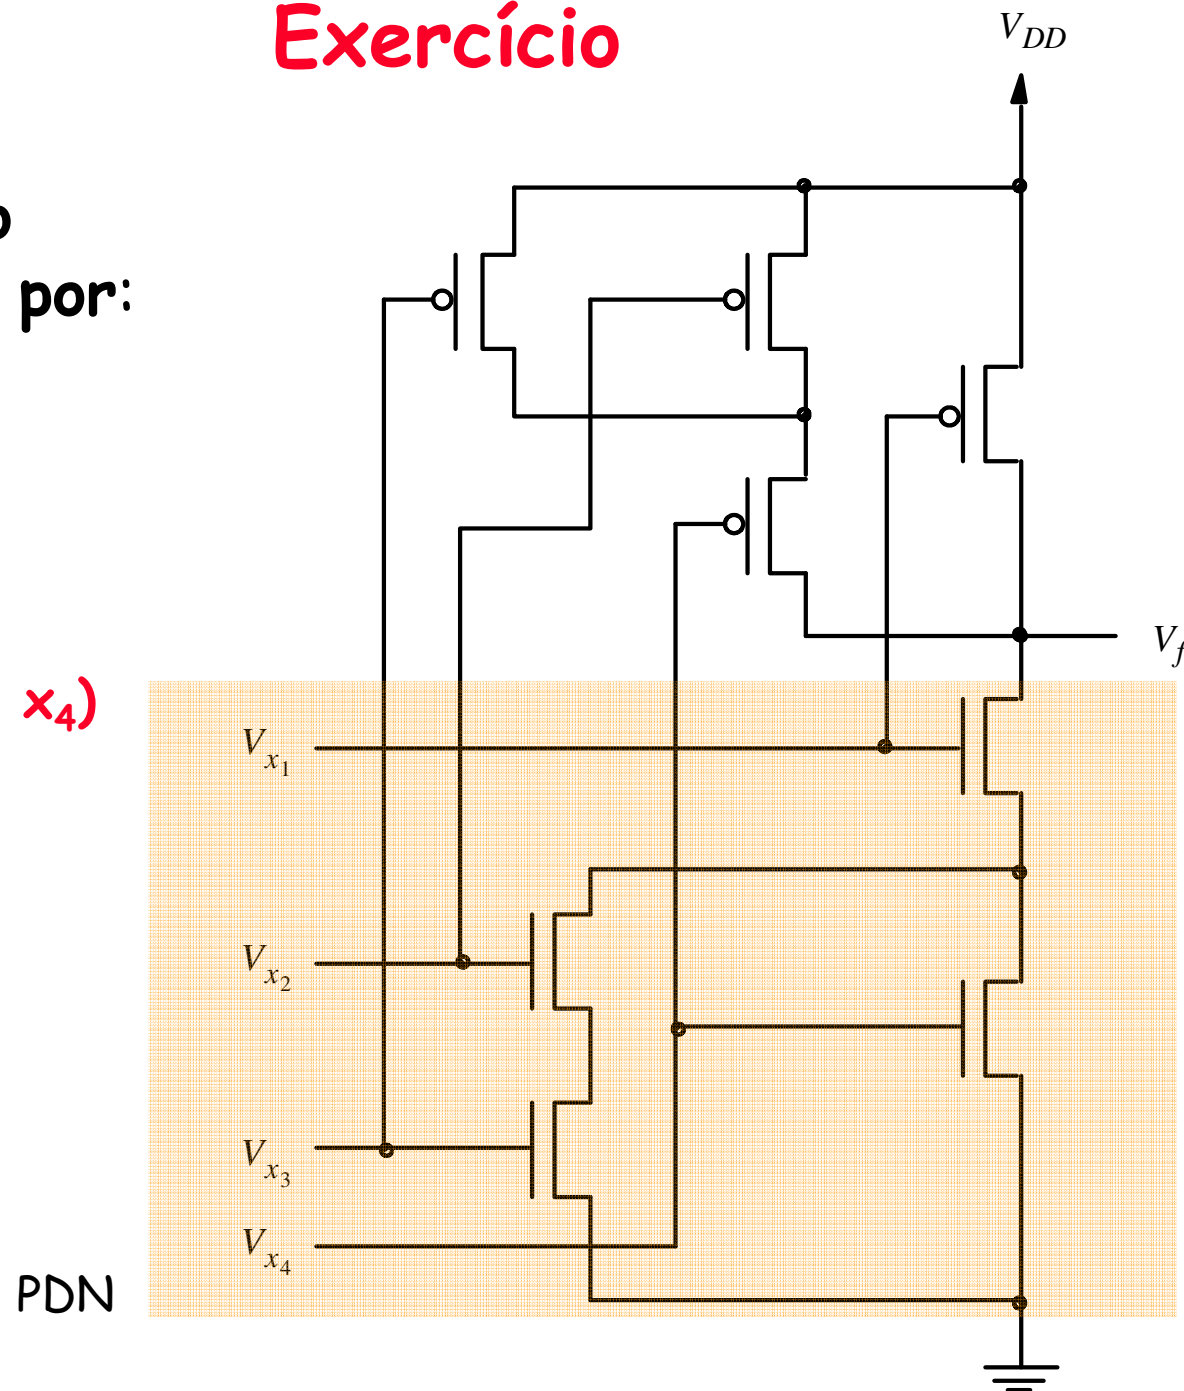 Exercício
V_DD
o
por:
V_f
x₄)
V_x₁
V_x₂
V_x₃
V_x₄
PDN